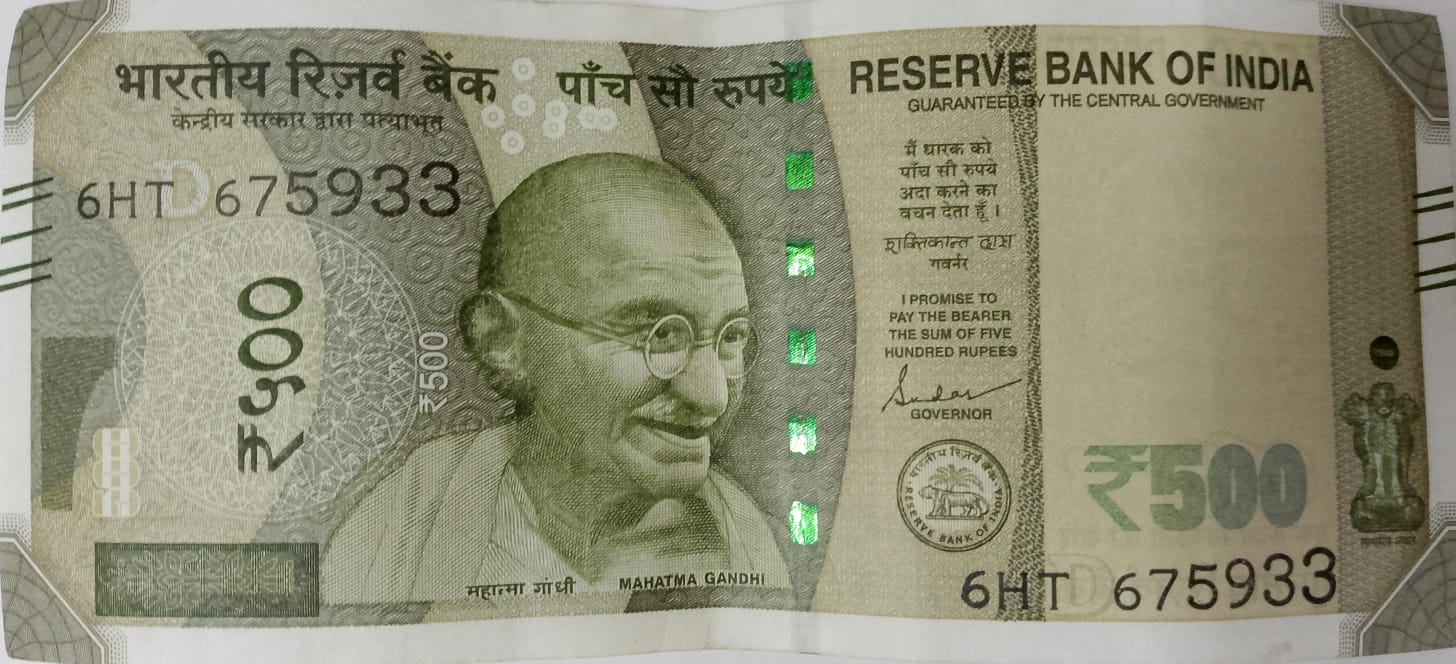 भारतीय रिज़र्व बैंक
केन्द्रीय सरकार द्वारा प्रत्याभूत
पाँच सौ रुपये
RESERVE BANK OF INDIA
GUARANTEED BY THE CENTRAL GOVERNMENT
6HT 675933
₹५००
₹500
मैं धारक को
पाँच सौ रुपये
अदा करने का
वचन देता हूँ ।
शक्तिकान्त दास
गवर्नर
I PROMISE TO
PAY THE BEARER
THE SUM OF FIVE
HUNDRED RUPEES
GOVERNOR
भारतीय रिज़र्व बैंक
RESERVE BANK OF INDIA
₹500
सत्यमेव जयते
महात्मा गांधी
MAHATMA GANDHI
6HT 675933